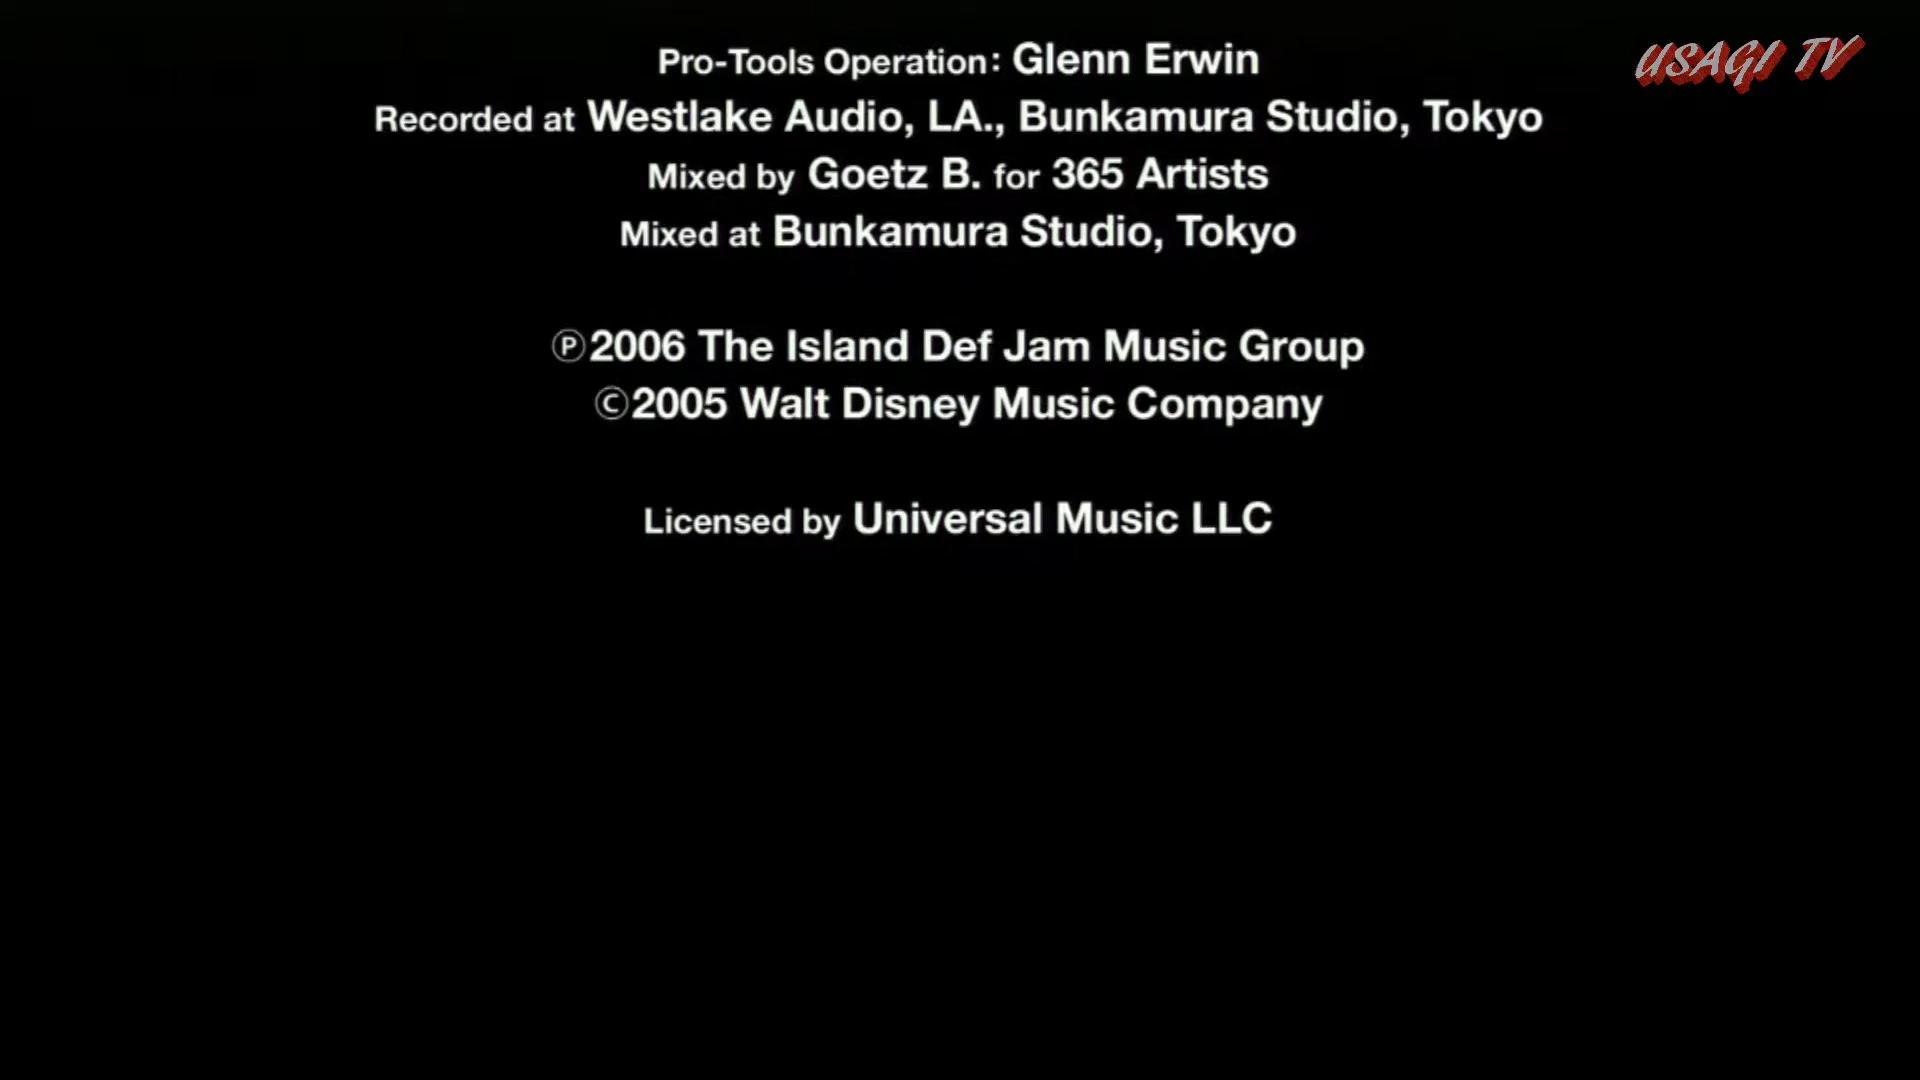 Pro-Tools Operation: Glenn Erwin
USAGI TV
Recorded at Westlake Audio, LA., Bunkamura Studio, Tokyo
Mixed by Goetz B. for 365 Artists
Mixed at Bunkamura Studio, Tokyo
℗2006 The Island Def Jam Music Group
©2005 Walt Disney Music Company
Licensed by Universal Music LLC